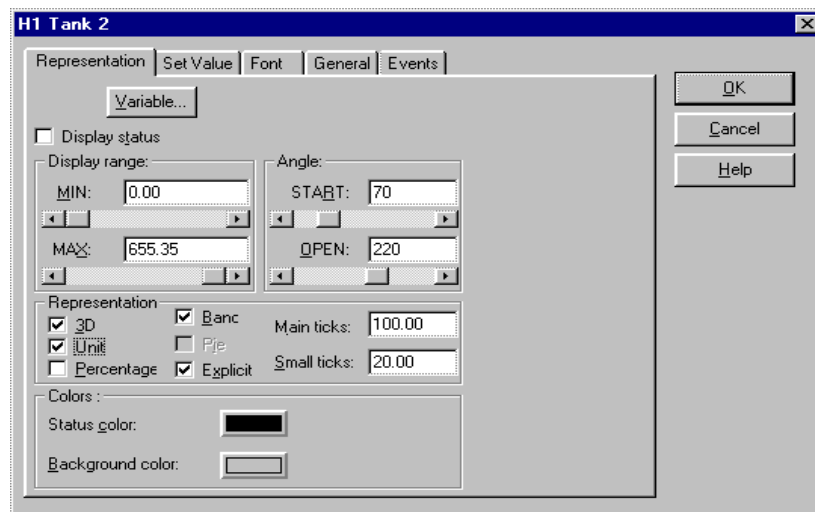 H1 Tank 2
Representation Set Value Font General Events
Variable...
Display status
Display range:
MIN: 0.00
MAX: 655.35
Angle:
START: 70
OPEN: 220
Representation
3D
Unit
Percentage
Banc
Pie
Explicit
Main ticks: 100.00
Small ticks: 20.00
Colors :
Status color:
Background color:
OK
Cancel
Help